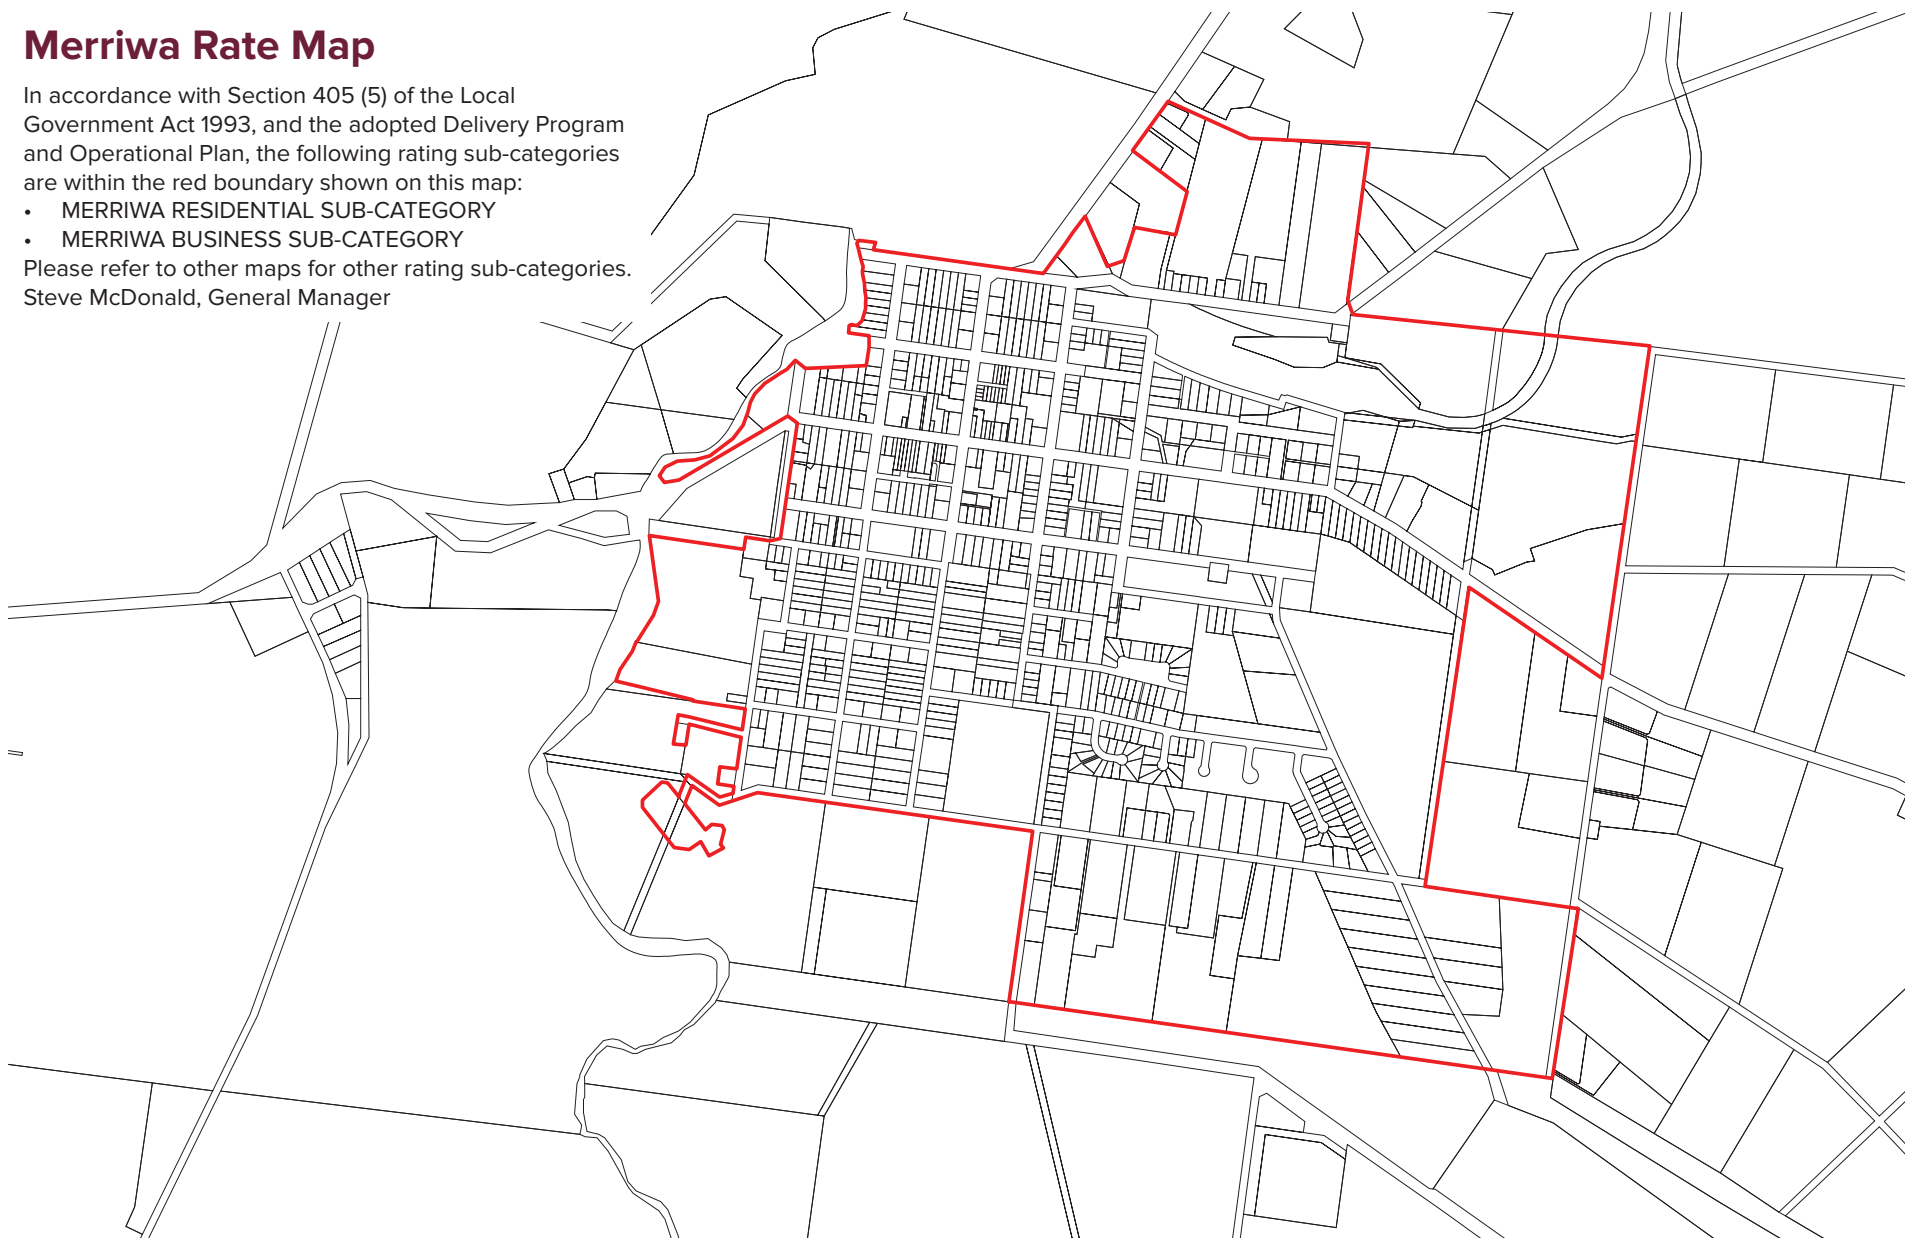 Merriwa Rate Map
In accordance with Section 405 (5) of the Local
Government Act 1993, and the adopted Delivery Program
and Operational Plan, the following rating sub-categories
are within the red boundary shown on this map:
• MERRIWA RESIDENTIAL SUB-CATEGORY
• MERRIWA BUSINESS SUB-CATEGORY
Please refer to other maps for other rating sub-categories.
Steve McDonald, General Manager